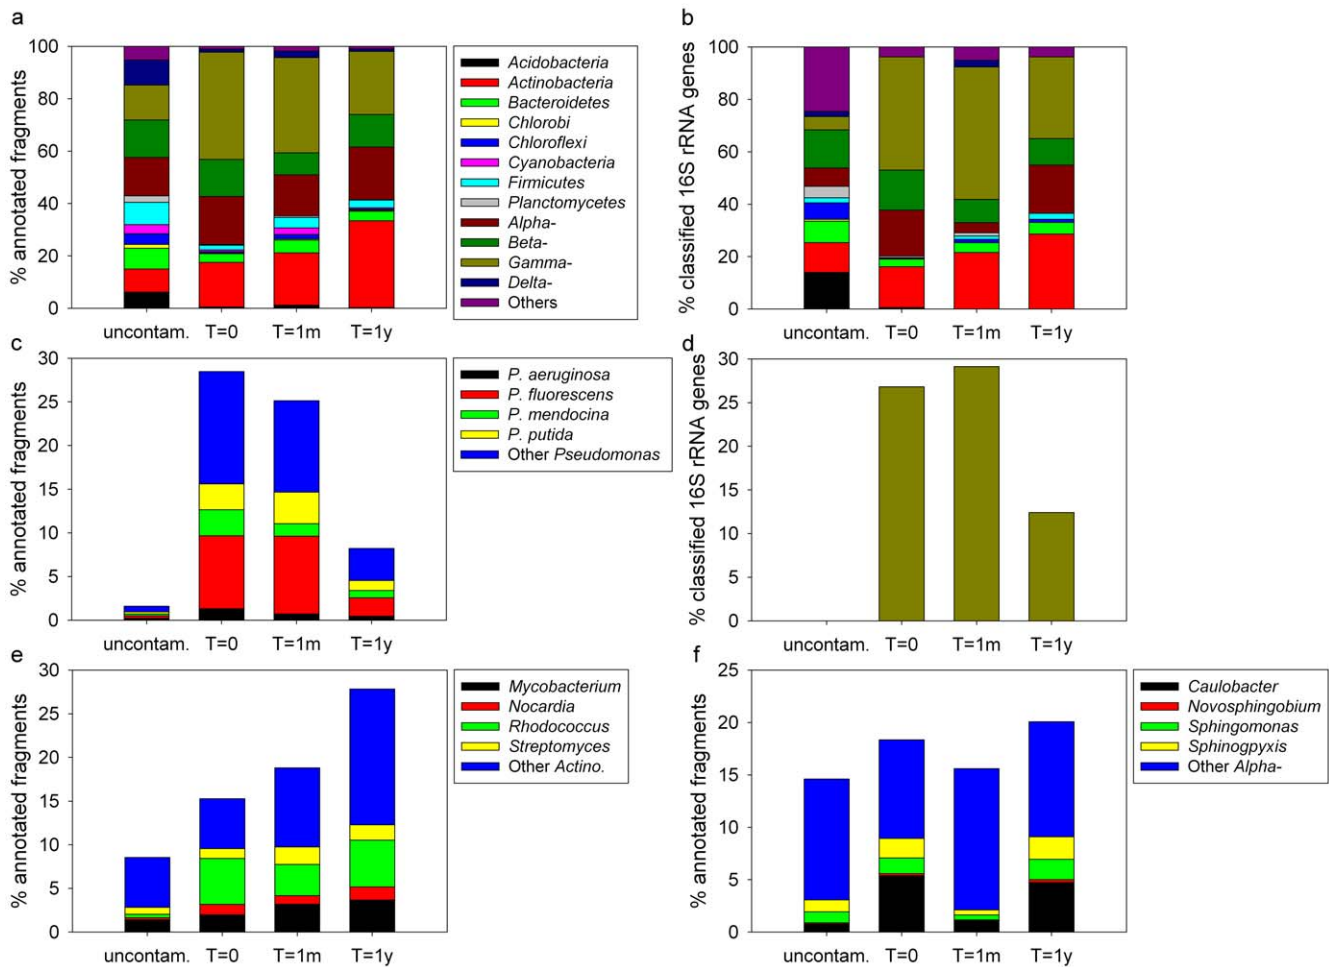 a
% annotated fragments
100
80
60
40
20
0
uncontam. T=0 T=1m T=1y
Acidobacteria
Actinobacteria
Bacteroidetes
Chlorobi
Chloroflexi
Cyanobacteria
Firmicutes
Planctomycetes
Alpha-
Beta-
Gamma-
Delta-
Others
b
% classified 16S rRNA genes
100
80
60
40
20
0
uncontam. T=0 T=1m T=1y
c
% annotated fragments
30
25
20
15
10
5
0
uncontam. T=0 T=1m T=1y
P. aeruginosa
P. fluorescens
P. mendocina
P. putida
Other Pseudomonas
d
% classified 16S rRNA genes
30
25
20
15
10
5
0
uncontam. T=0 T=1m T=1y
e
% annotated fragments
30
25
20
15
10
5
0
uncontam. T=0 T=1m T=1y
Mycobacterium
Nocardia
Rhodococcus
Streptomyces
Other Actino.
f
% annotated fragments
25
20
15
10
5
0
uncontam. T=0 T=1m T=1y
Caulobacter
Novosphingobium
Sphingomonas
Sphinogpyxis
Other Alpha-